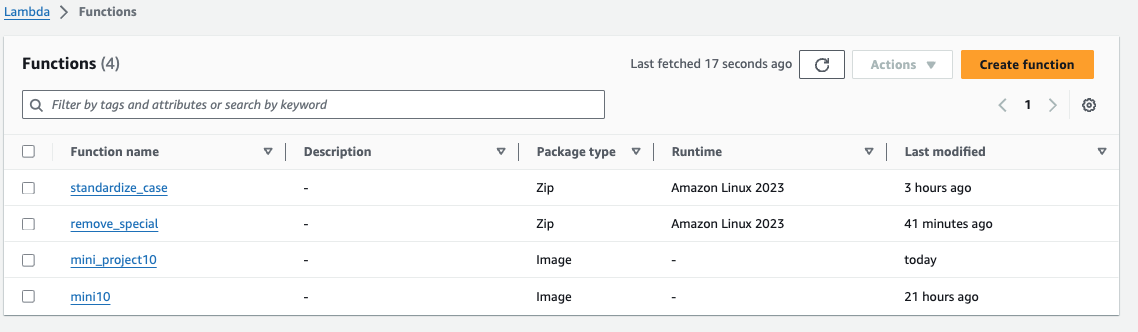 Lambda > Functions
Functions (4) Last fetched 17 seconds ago Actions Create function
Filter by tags and attributes or search by keyword 1
Function name Description Package type Runtime Last modified
standardize_case - Zip Amazon Linux 2023 3 hours ago
remove_special - Zip Amazon Linux 2023 41 minutes ago
mini_project10 - Image - today
mini10 - Image - 21 hours ago